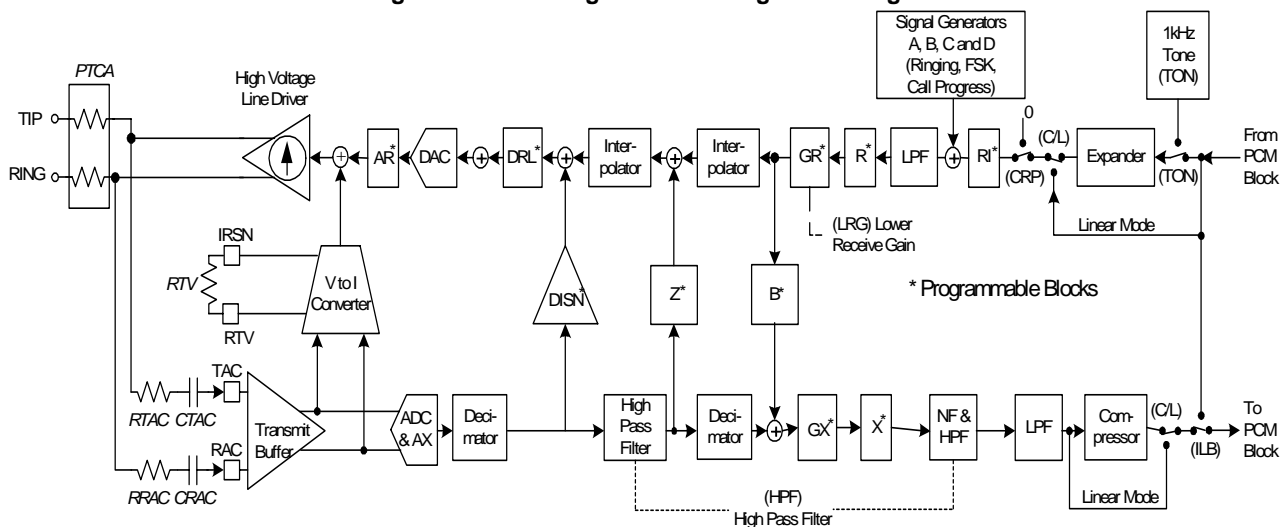 Signal Generators
A, B, C and D
(Ringing, FSK,
Call Progress)
1kHz
Tone
(TON)
PTCA
High Voltage
Line Driver
TIP
RING
AR*
DAC
DRL*
Inter-
polator
Inter-
polator
GR*
R*
LPF
RI*
0
(C/L)
(CRP)
Expander
(TON)
From
PCM
Block
(LRG) Lower
Receive Gain
Linear Mode
IRSN
RTV
RTV
V to I
Converter
DISN*
Z*
B*
* Programmable Blocks
TAC
RTAC CTAC
RAC
RRAC CRAC
Transmit
Buffer
ADC
& AX
Deci-
mator
High
Pass
Filter
Deci-
mator
GX*
X*
NF &
HPF
LPF
Com-
pressor
(C/L)
(ILB)
To
PCM
Block
Linear Mode
(HPF)
High Pass Filter